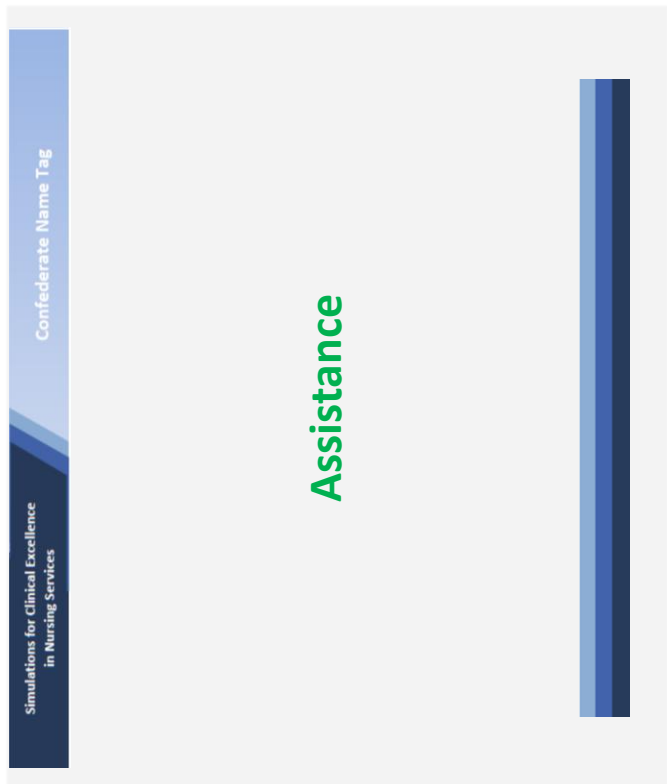 Simulations for Clinical Excellence
in Nursing Services
Confederate Name Tag
Assistance